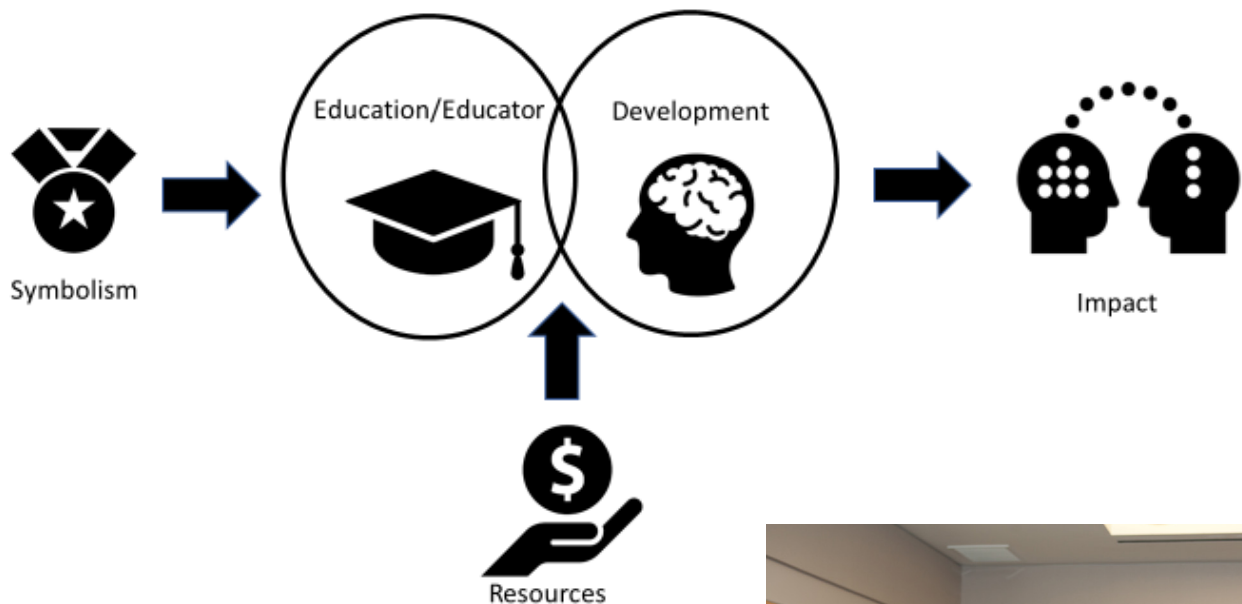 Education/Educator
Development
Symbolism
Impact
$
Resources